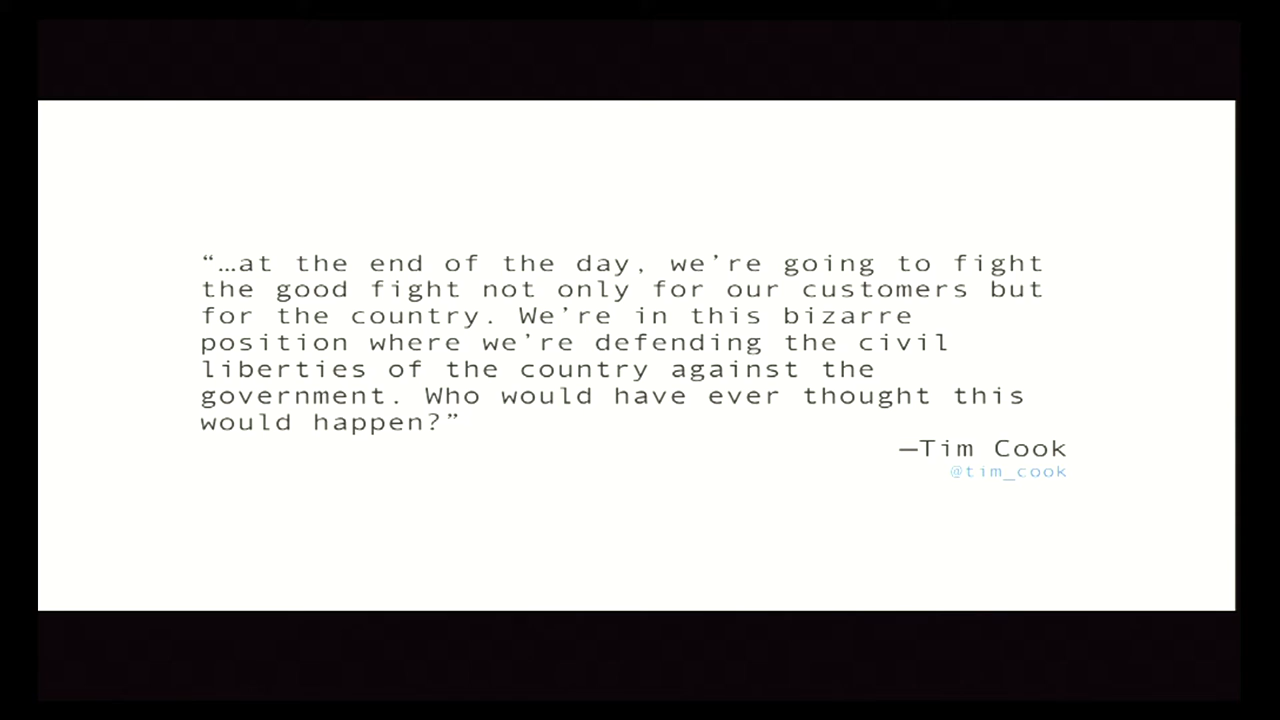 “…at the end of the day, we’re going to fight
the good fight not only for our customers but
for the country. We’re in this bizarre
position where we’re defending the civil
liberties of the country against the
government. Who would have ever thought this
would happen?”
—Tim Cook
@tim_cook